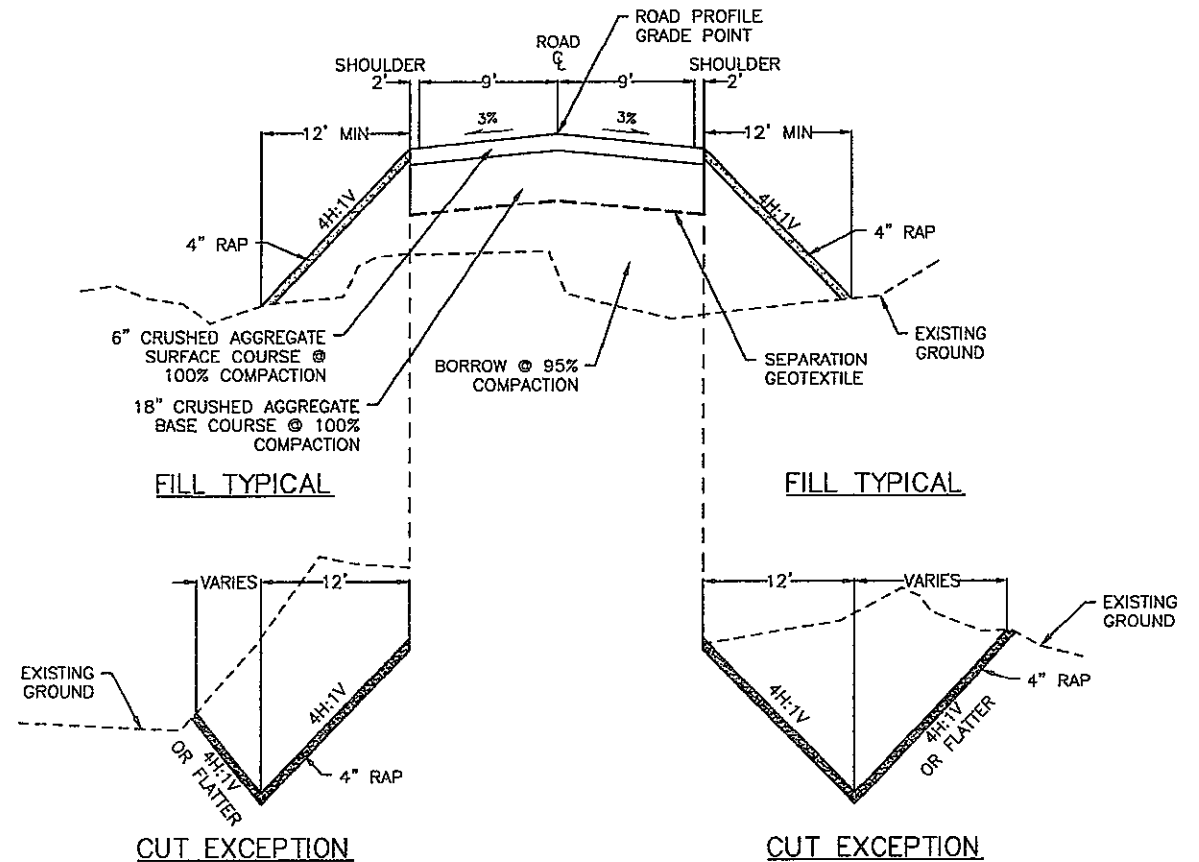 ROAD PROFILE
GRADE POINT
ROAD
℄
SHOULDER
SHOULDER
2'
9'
9'
2'
12' MIN
3%
3%
12' MIN
4H:1V
4H:1V
4" RAP
4" RAP
6" CRUSHED AGGREGATE
SURFACE COURSE @
100% COMPACTION
BORROW @ 95%
COMPACTION
SEPARATION
GEOTEXTILE
EXISTING
GROUND
18" CRUSHED AGGREGATE
BASE COURSE @ 100%
COMPACTION
FILL TYPICAL
FILL TYPICAL
VARIES
12'
12'
VARIES
EXISTING
GROUND
EXISTING
GROUND
4H:1V
OR FLATTER
4H:1V
4" RAP
4H:1V
4H:1V
OR FLATTER
4" RAP
CUT EXCEPTION
CUT EXCEPTION